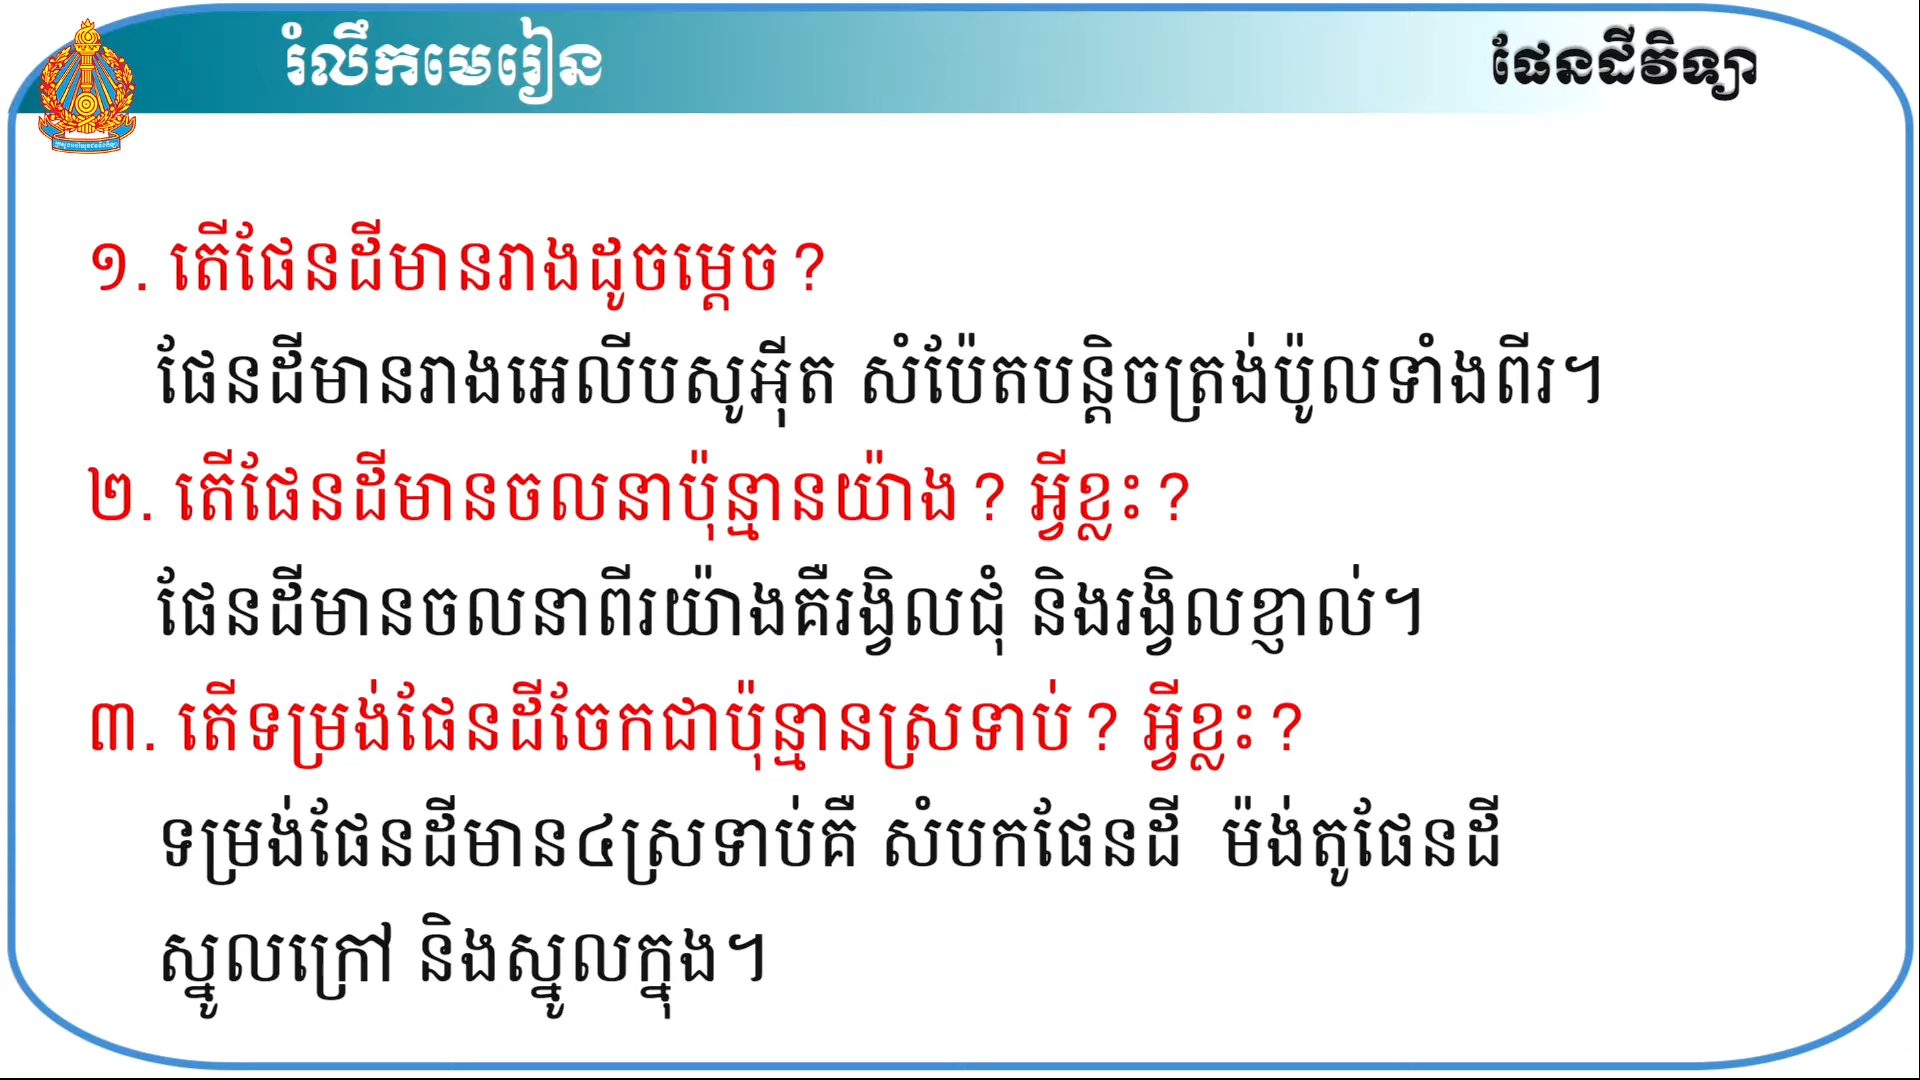 រំលឹកមេរៀន
ផែនដីវិទ្យា
១. តើផែនដីមានរាងដូចម្ដេច?
ផែនដីមានរាងអេលីបសូអ៊ីត សំប៉ែតបន្តិចត្រង់ប៉ូលទាំងពីរ។
២. តើផែនដីមានចលនាប៉ុន្មានយ៉ាង? អ្វីខ្លះ?
ផែនដីមានចលនាពីរយ៉ាងគឺរង្វិលជុំ និងរង្វិលខ្ញាល់។
៣. តើទម្រង់ផែនដីចែកជាប៉ុន្មានស្រទាប់? អ្វីខ្លះ?
ទម្រង់ផែនដីមាន៤ស្រទាប់គឺ សំបកផែនដី ម៉ង់តូផែនដី
ស្នូលក្រៅ និងស្នូលក្នុង។